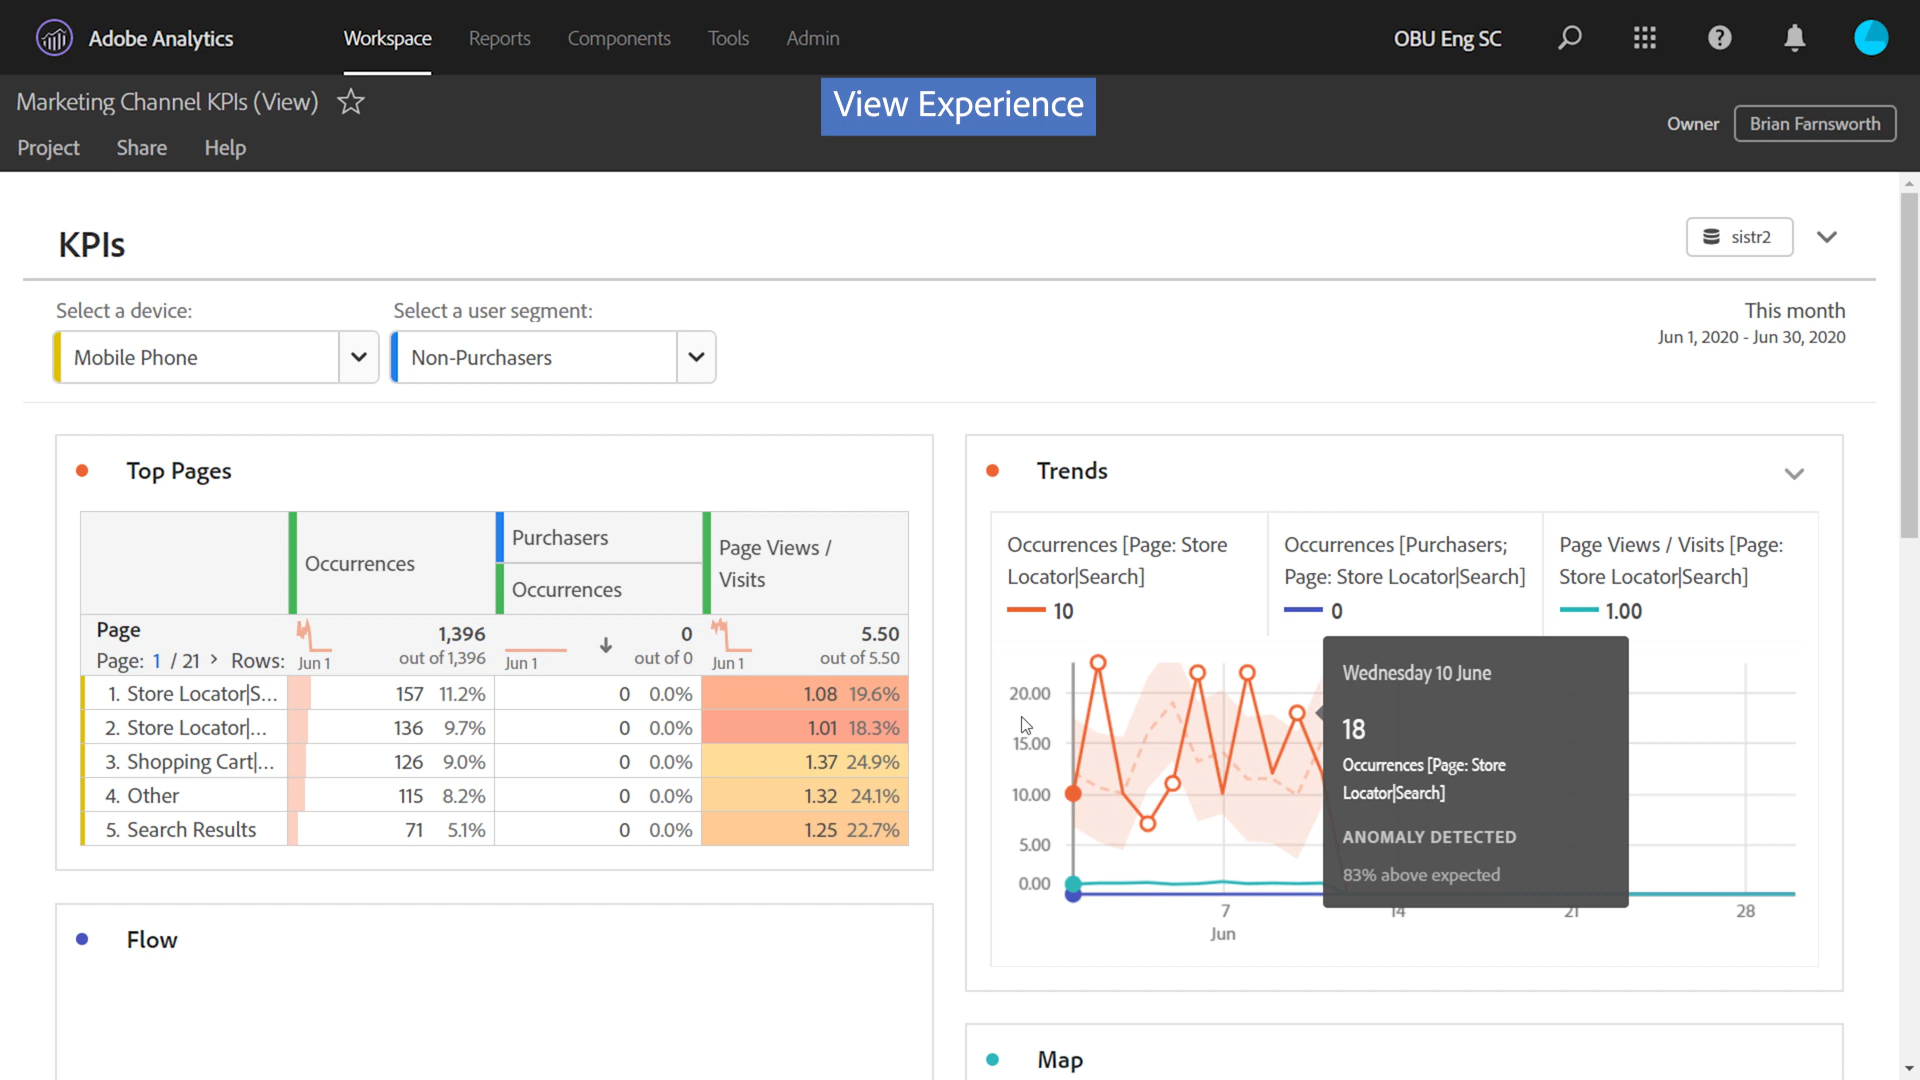 Adobe Analytics
Workspace
Reports
Components
Tools
Admin
OBU Eng SC
Marketing Channel KPIs (View)
View Experience
Owner
Brian Farnsworth
Project
Share
Help
KPIs
sistr2
Select a device:
Select a user segment:
This month
Jun 1, 2020 - Jun 30, 2020
Mobile Phone
Non-Purchasers
Top Pages
Occurrences
Purchasers
Occurrences
Page Views /
Visits
Page
Page: 1 / 21 > Rows:
Jun 1
1,396
out of 1,396
Jun 1
0
out of 0
Jun 1
5.50
out of 5.50
1. Store Locator|S... 157 11.2% 0 0.0% 1.08 19.6%
2. Store Locator|... 136 9.7% 0 0.0% 1.01 18.3%
3. Shopping Cart|... 126 9.0% 0 0.0% 1.37 24.9%
4. Other 115 8.2% 0 0.0% 1.32 24.1%
5. Search Results 71 5.1% 0 0.0% 1.25 22.7%
Trends
Occurrences [Page: Store
Locator|Search]
10
Occurrences [Purchasers;
Page: Store Locator|Search]
0
Page Views / Visits [Page:
Store Locator|Search]
1.00
20.00
15.00
10.00
5.00
0.00
Wednesday 10 June
18
Occurrences [Page: Store
Locator|Search]
ANOMALY DETECTED
83% above expected
7
14
21
28
Jun
Flow
Map